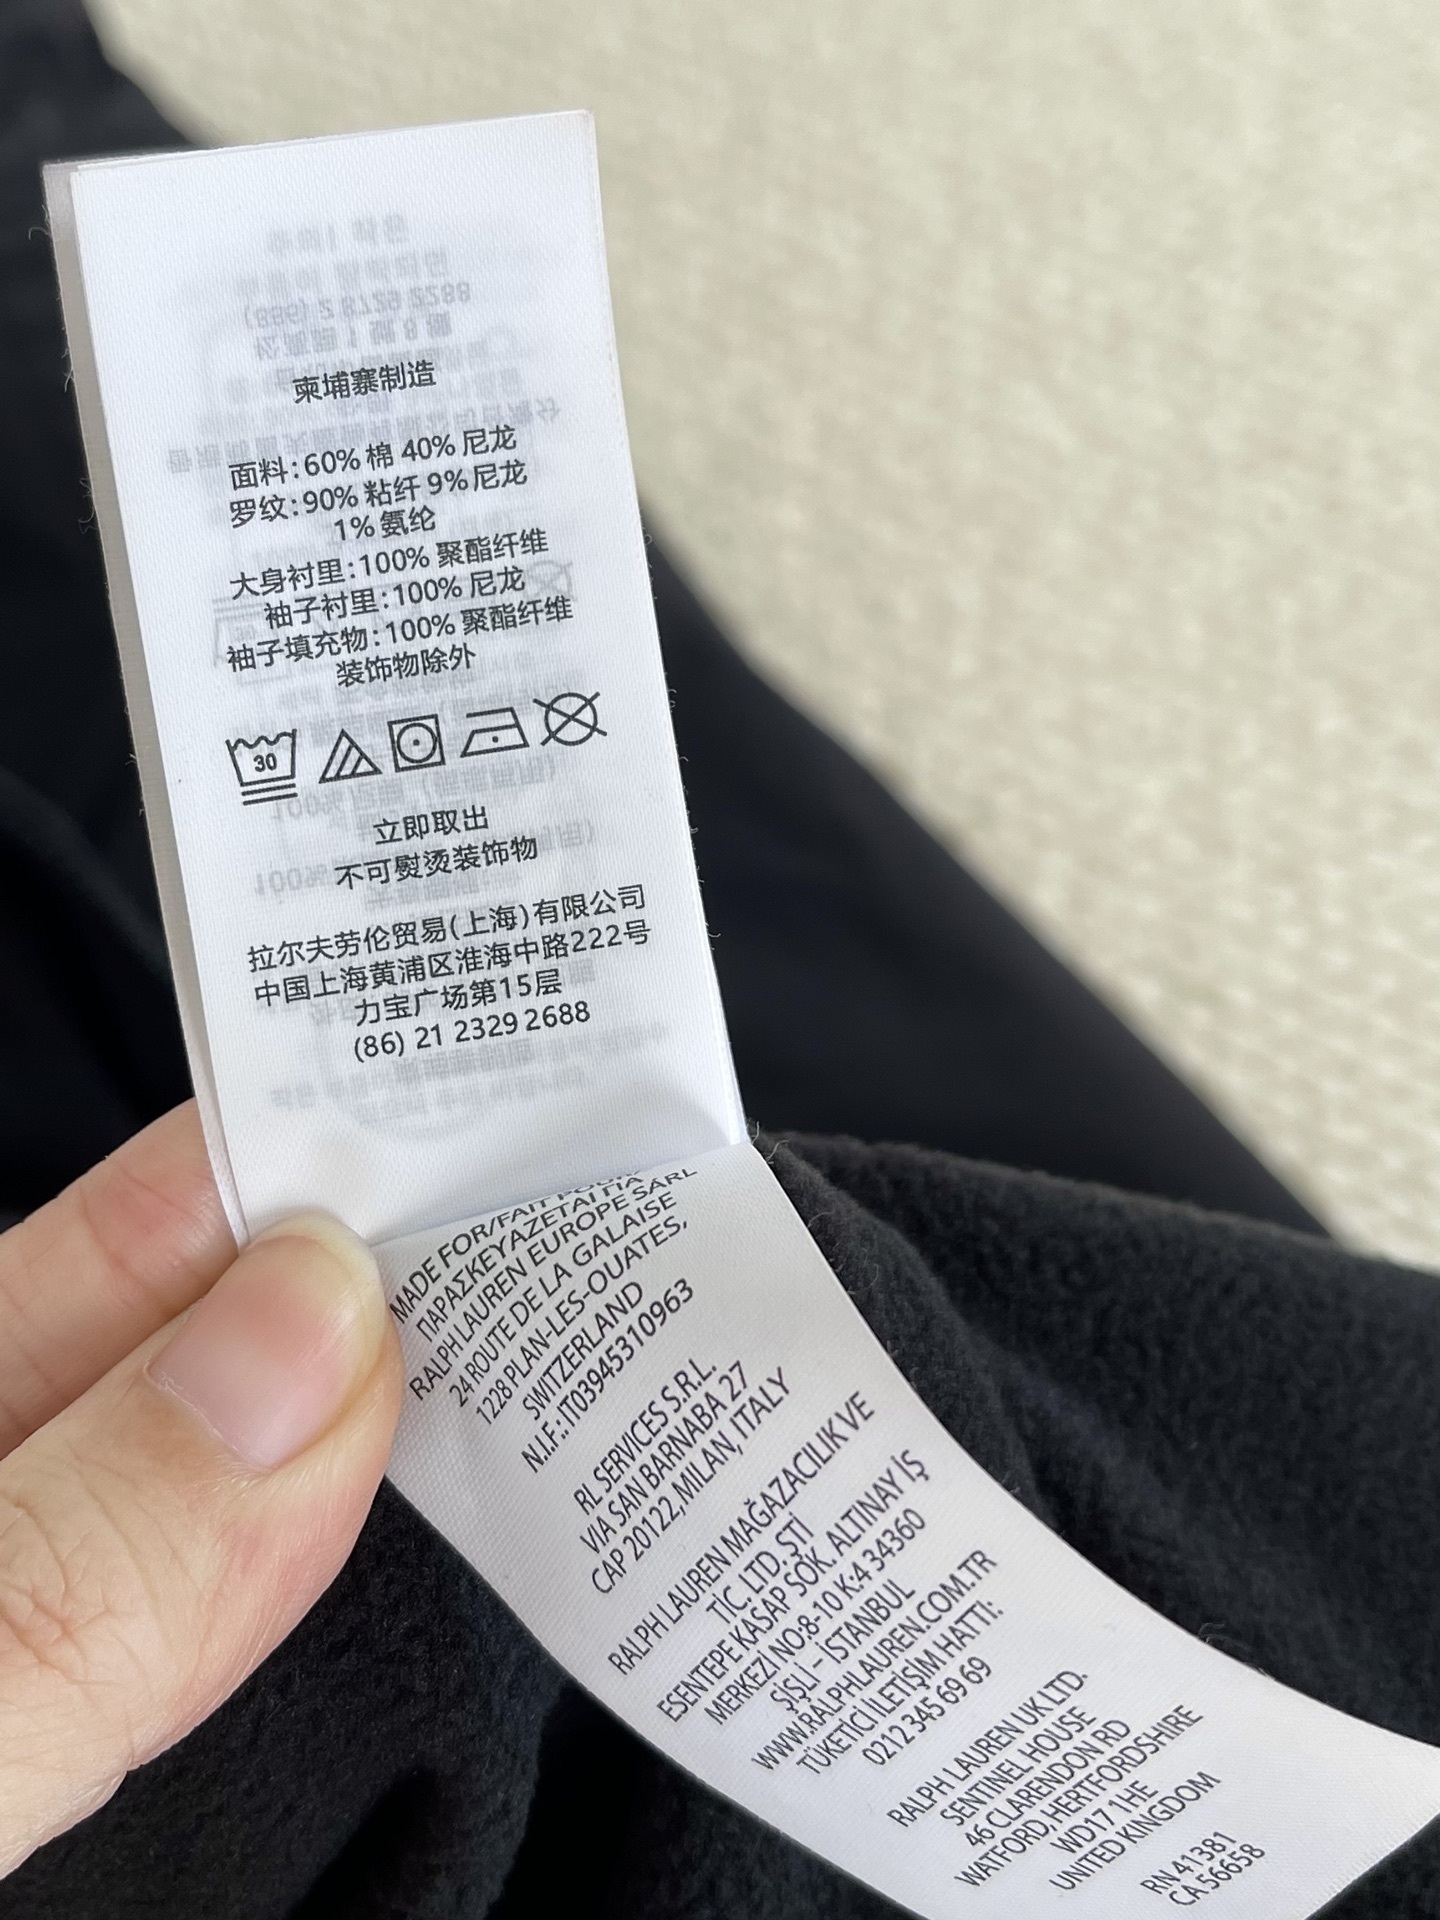 柬埔寨制造
面料:60% 棉 40% 尼龙
罗纹:90% 粘纤 9% 尼龙
1% 氨纶
大身衬里:100% 聚酯纤维
袖子衬里:100% 尼龙
袖子填充物:100% 聚酯纤维
装饰物除外
30
立即取出
不可熨烫装饰物
拉尔夫劳伦贸易(上海)有限公司
中国上海黄浦区淮海中路222号
力宝广场第15层
(86) 21 2329 2688
MADE FOR/FAIT POUR/
ΠΑΡΑΣΚΕΥΑΖΕΤΑΙ ΓΙΑ
RALPH LAUREN EUROPE SARL
24 ROUTE DE LA GALAISE
1228 PLAN-LES-OUATES,
SWITZERLAND
N.I.F.: IT03945310963
RL SERVICES S.R.L.
VIA SAN BARNABA 27
CAP 20122, MILAN, ITALY
RALPH LAUREN MAĞAZACILIK VE
TİC. LTD. ŞTİ
ESENTEPE KASAP SOK. ALTINAY İŞ
MERKEZİ NO:8-10 K:4 34360
ŞİŞLİ – İSTANBUL
WWW.RALPHLAUREN.COM.TR
TÜKETİCİ İLETİŞİM HATTI:
0212 345 69 69
RALPH LAUREN UK LTD.
SENTINEL HOUSE
46 CLARENDON RD
WATFORD, HERTFORDSHIRE
WD17 1HE
UNITED KINGDOM
RN 41381
CA 56658